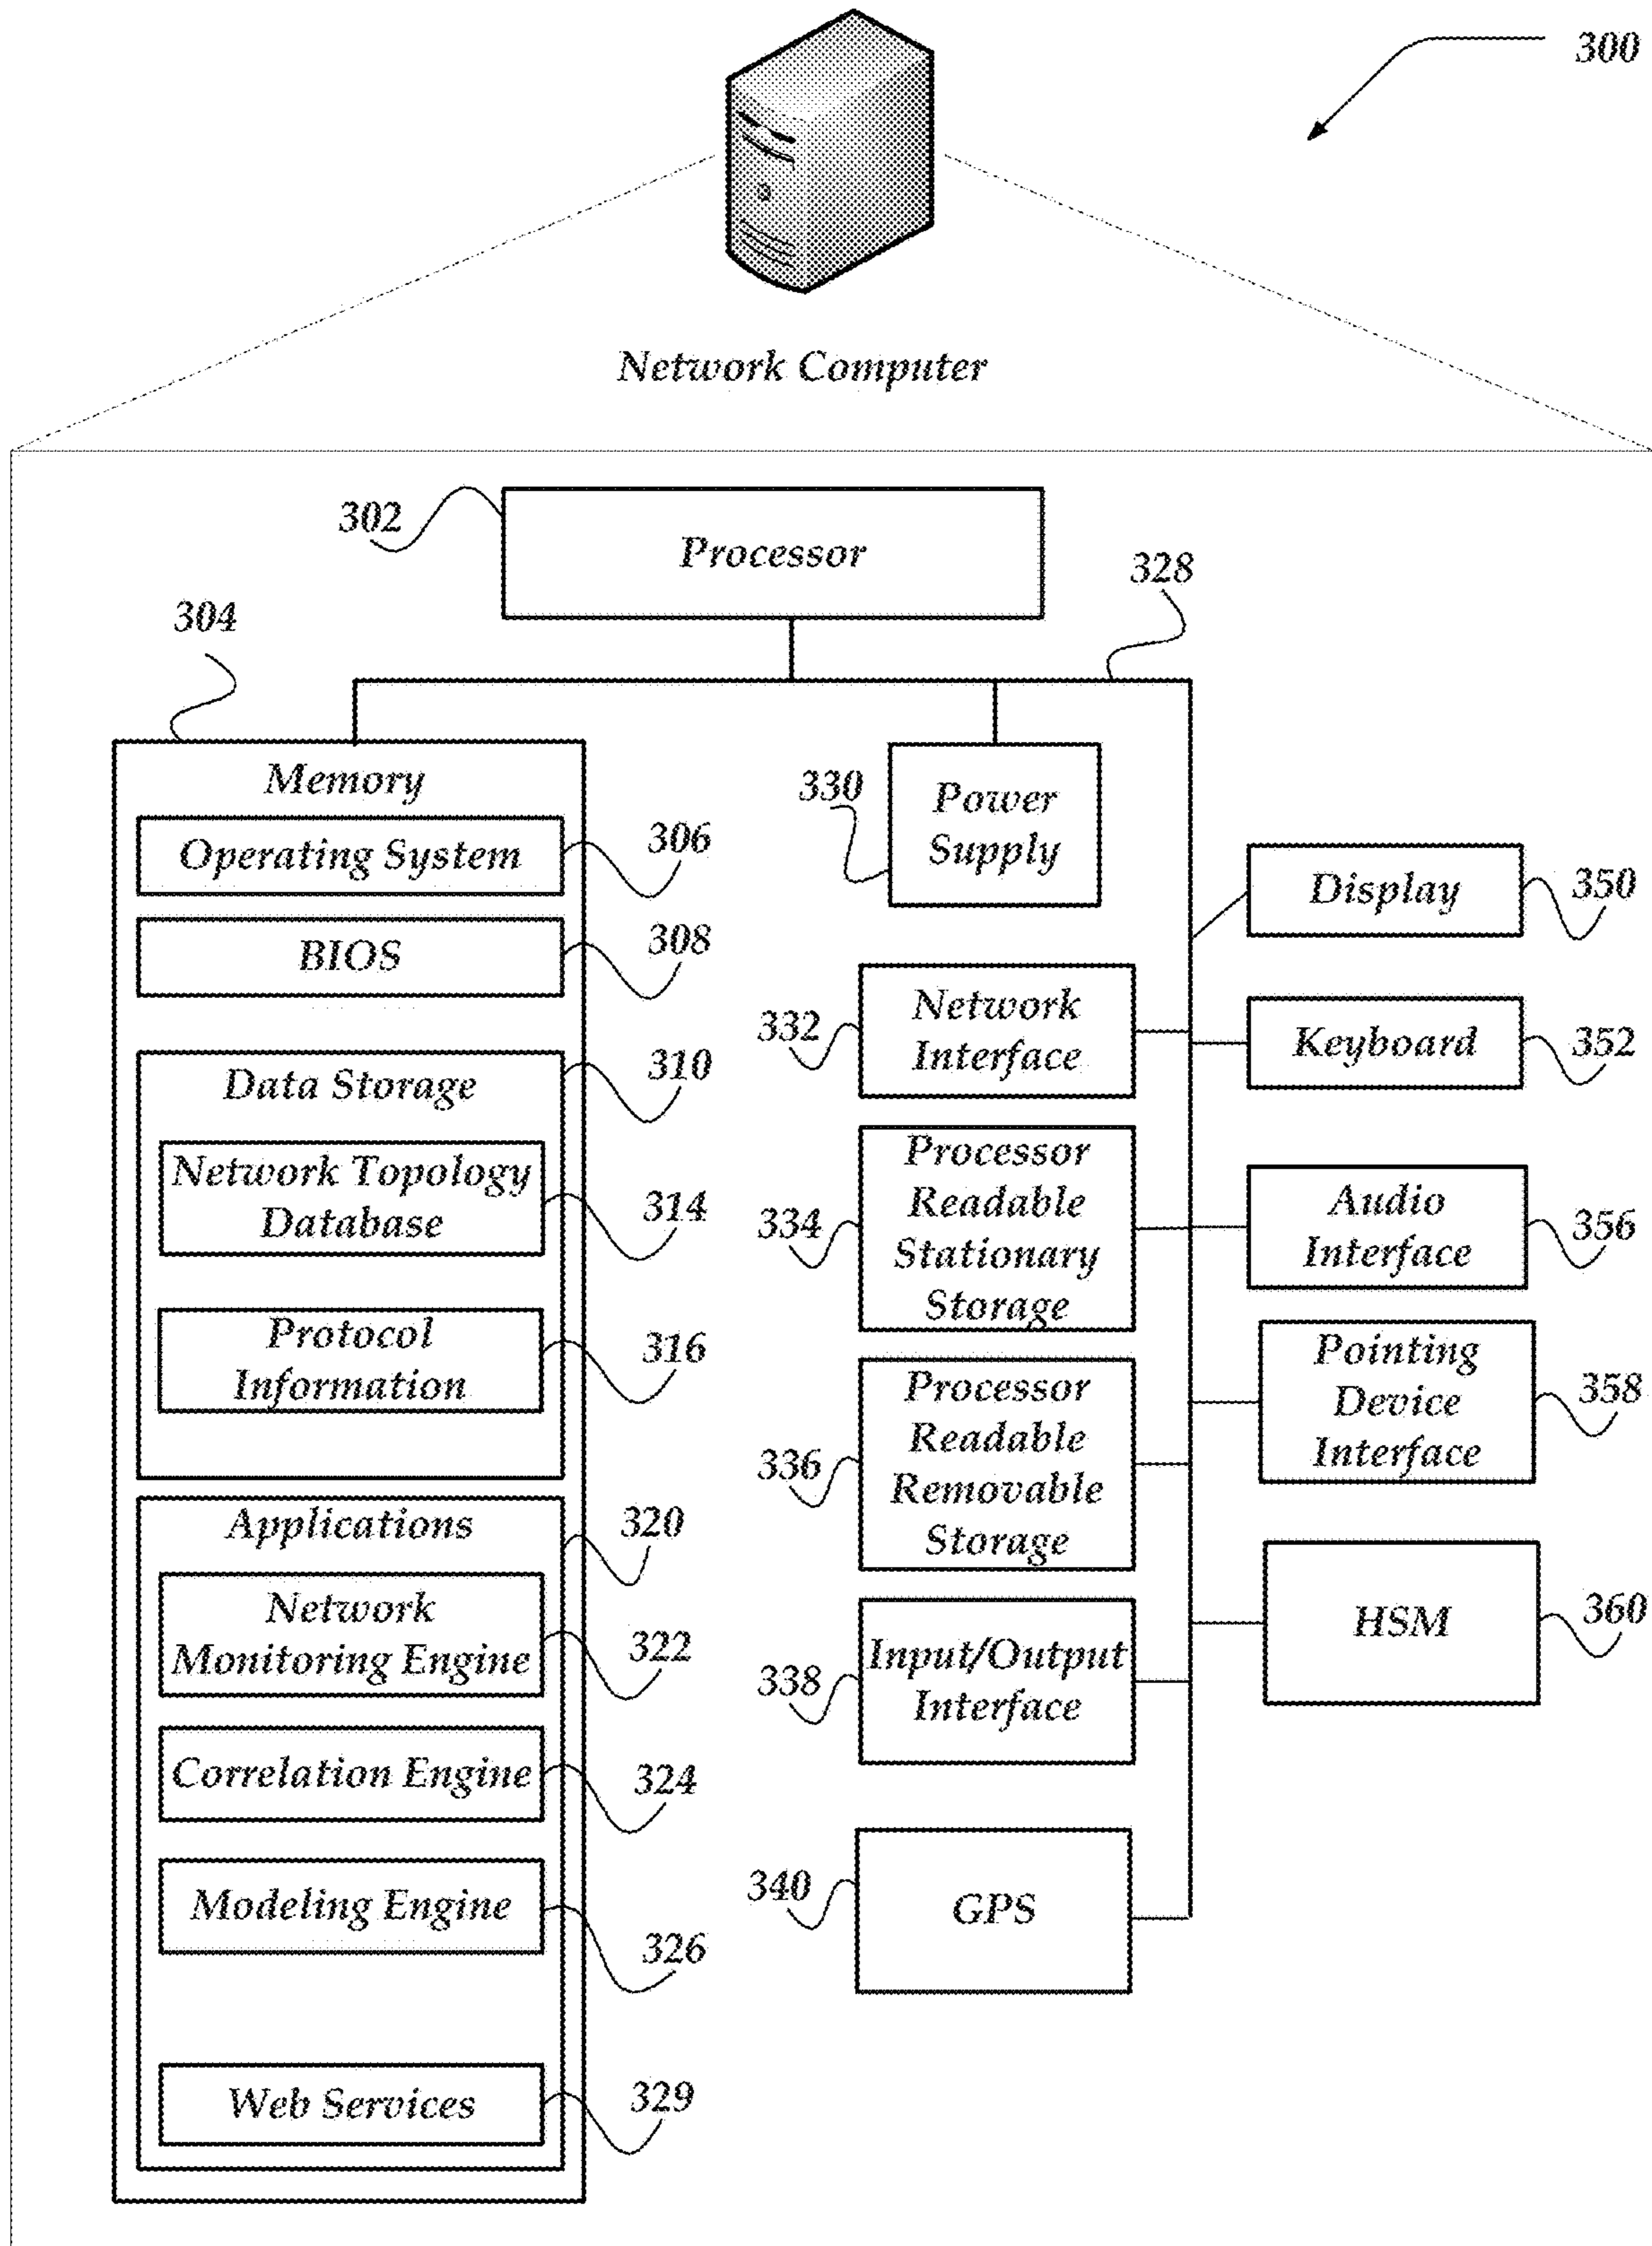 300
Network Computer
302
Processor
328
304
Memory
Operating System
306
BIOS
308
Data Storage
310
Network Topology
Database
314
Protocol
Information
316
Applications
320
Network
Monitoring Engine
322
Correlation Engine
324
Modeling Engine
326
Web Services
329
330
Power
Supply
332
Network
Interface
334
Processor
Readable
Stationary
Storage
336
Processor
Readable
Removable
Storage
338
Input/Output
Interface
340
GPS
Display
350
Keyboard
352
Audio
Interface
356
Pointing
Device
Interface
358
HSM
360